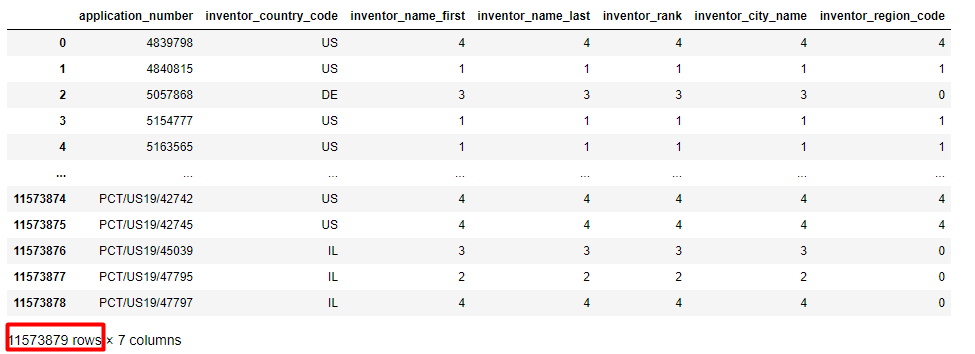 application_number inventor_country_code inventor_name_first inventor_name_last inventor_rank inventor_city_name inventor_region_code
0 4839798 US 4 4 4 4 4
1 4840815 US 1 1 1 1 1
2 5057868 DE 3 3 3 3 0
3 5154777 US 1 1 1 1 1
4 5163565 US 1 1 1 1 1
... ... ... ... ... ... ... ...
11573874 PCT/US19/42742 US 4 4 4 4 4
11573875 PCT/US19/42745 US 4 4 4 4 4
11573876 PCT/US19/45039 IL 3 3 3 3 0
11573877 PCT/US19/47795 IL 2 2 2 2 0
11573878 PCT/US19/47797 IL 4 4 4 4 0
11573879 rows × 7 columns